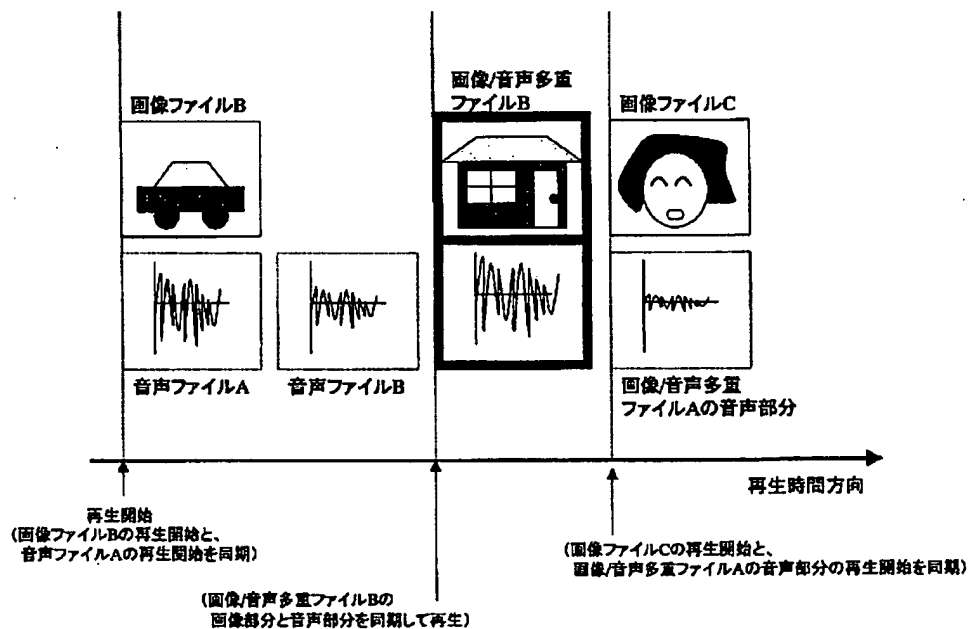 画像ファイルB
画像/音声多重
ファイルB
画像ファイルC
音声ファイルA
音声ファイルB
画像/音声多重
ファイルAの音声部分
再生時間方向
再生開始
(画像ファイルBの再生開始と、
音声ファイルAの再生開始を同期)
(画像ファイルCの再生開始と、
画像/音声多重ファイルAの音声部分の再生開始を同期)
(画像/音声多重ファイルBの
画像部分と音声部分を同期して再生)